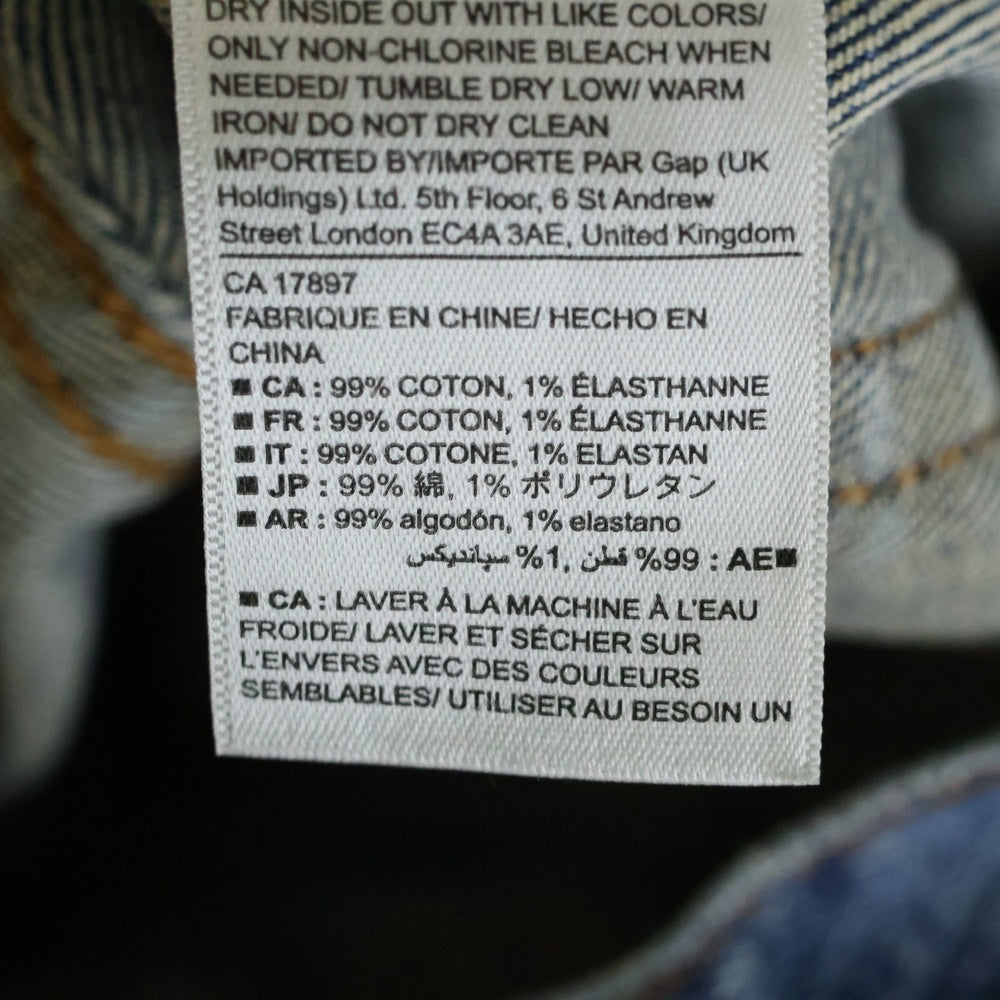 DRY INSIDE OUT WITH LIKE COLORS/
ONLY NON-CHLORINE BLEACH WHEN
NEEDED/ TUMBLE DRY LOW/ WARM
IRON/ DO NOT DRY CLEAN
IMPORTED BY/IMPORTE PAR Gap (UK
Holdings) Ltd. 5th Floor, 6 St Andrew
Street London EC4A 3AE, United Kingdom
CA 17897
FABRIQUE EN CHINE/ HECHO EN
CHINA
■ CA : 99% COTON, 1% ÉLASTHANNE
■ FR : 99% COTON, 1% ÉLASTHANNE
■ IT : 99% COTONE, 1% ELASTAN
■ JP : 99% 綿, 1% ポリウレタン
■ AR : 99% algodón, 1% elastano
■AE : 99% قطن, 1% سباندیکس
■ CA : LAVER À LA MACHINE À L'EAU
FROIDE/ LAVER ET SÉCHER SUR
L'ENVERS AVEC DES COULEURS
SEMBLABLES/ UTILISER AU BESOIN UN